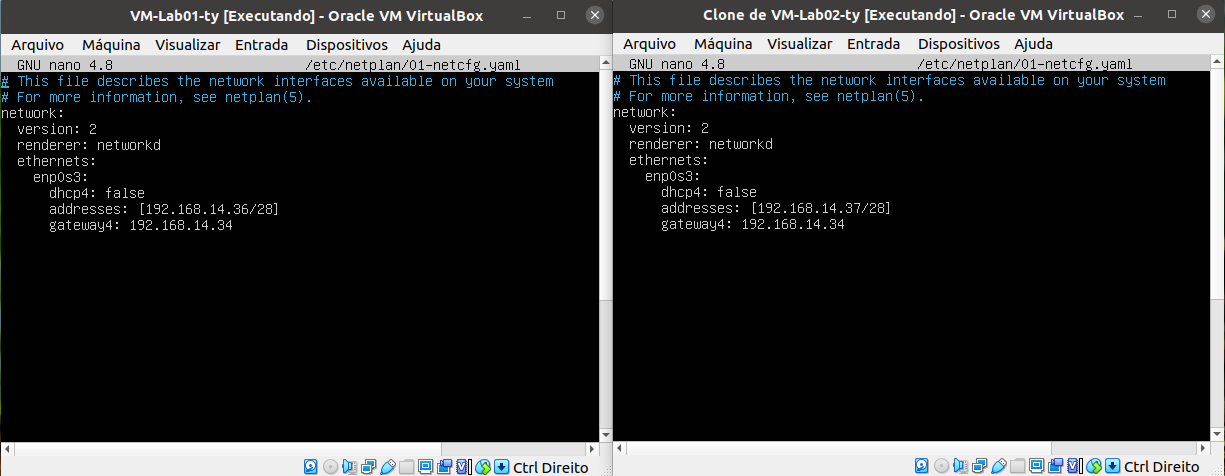 VM-Lab01-ty [Executando] - Oracle VM VirtualBox
Arquivo Máquina Visualizar Entrada Dispositivos Ajuda
GNU nano 4.8 /etc/netplan/01-netcfg.yaml
# This file describes the network interfaces available on your system
# For more information, see netplan(5).
network:
  version: 2
  renderer: networkd
  ethernets:
    enp0s3:
      dhcp4: false
      addresses: [192.168.14.36/28]
      gateway4: 192.168.14.34
Ctrl Direito
Clone de VM-Lab02-ty [Executando] - Oracle VM VirtualBox
Arquivo Máquina Visualizar Entrada Dispositivos Ajuda
GNU nano 4.8 /etc/netplan/01-netcfg.yaml
# This file describes the network interfaces available on your system
# For more information, see netplan(5).
network:
  version: 2
  renderer: networkd
  ethernets:
    enp0s3:
      dhcp4: false
      addresses: [192.168.14.37/28]
      gateway4: 192.168.14.34
Ctrl Direito